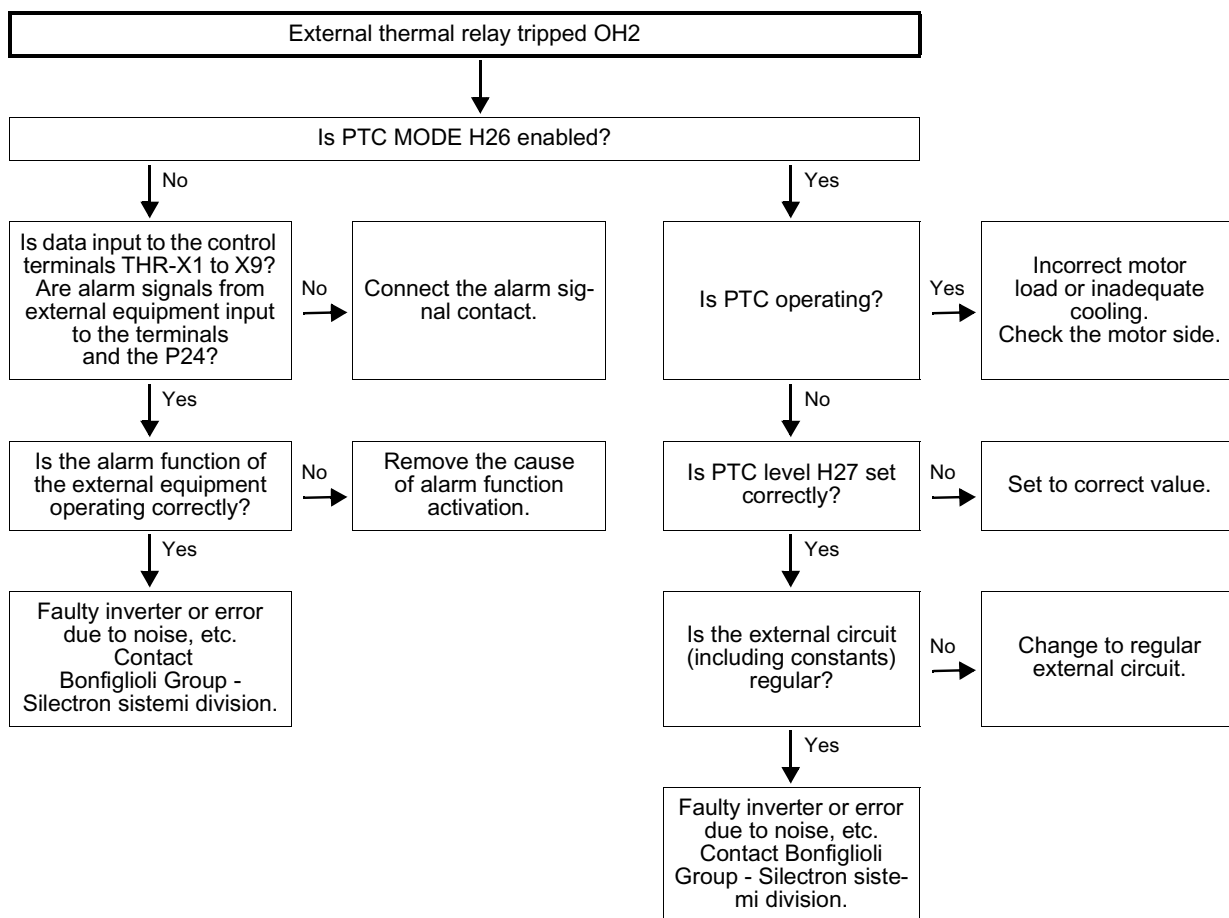 External thermal relay tripped OH2
Is PTC MODE H26 enabled?
No
Yes
Is data input to the control
terminals THR-X1 to X9?
Are alarm signals from
external equipment input
to the terminals
and the P24?
No
Connect the alarm sig-
nal contact.
Is PTC operating?
Yes
Incorrect motor
load or inadequate
cooling.
Check the motor side.
Yes
No
Is the alarm function of
the external equipment
operating correctly?
No
Remove the cause
of alarm function
activation.
Is PTC level H27 set
correctly?
No
Set to correct value.
Yes
Yes
Faulty inverter or error
due to noise, etc.
Contact
Bonfiglioli Group -
Silectron sistemi division.
Is the external circuit
(including constants)
regular?
No
Change to regular
external circuit.
Yes
Faulty inverter or error
due to noise, etc.
Contact Bonfiglioli
Group - Silectron siste-
mi division.